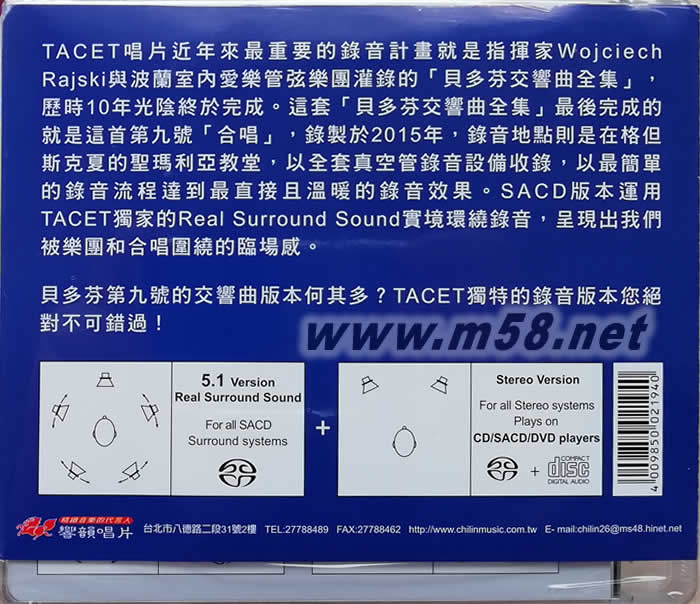 TACET唱片近年來最重要的錄音計畫就是指揮家Wojciech
Rajski與波蘭室內愛樂管弦樂團灌錄的「貝多芬交響曲全集」，
歷時10年光陰終於完成。這套「貝多芬交響曲全集」最後完成的
就是這首第九號「合唱」，錄製於2015年，錄音地點則是在格但
斯克夏的聖瑪利亞教堂，以全套真空管錄音設備收錄，以最簡單
的錄音流程達到最直接且溫暖的錄音效果。SACD版本運用
TACET獨家的Real Surround Sound實境環繞錄音，呈現出我們
被樂團和合唱圍繞的臨場感。
貝多芬第九號的交響曲版本何其多？TACET獨特的錄音版本您絕
對不可錯過！
www.m58.net
5.1 Version
Real Surround Sound
For all SACD
Surround systems
+
Stereo Version
For all Stereo systems
Plays on
CD/SACD/DVD players
+
COMPACT
disc
DIGITAL AUDIO
4 009850 021940
精緻音樂的代言人
響韻唱片
台北市八德路二段31號2樓 TEL:27788489 FAX:27788462 http://www.chilinmusic.com.tw E- mail:chilin26@ms48.hinet.net